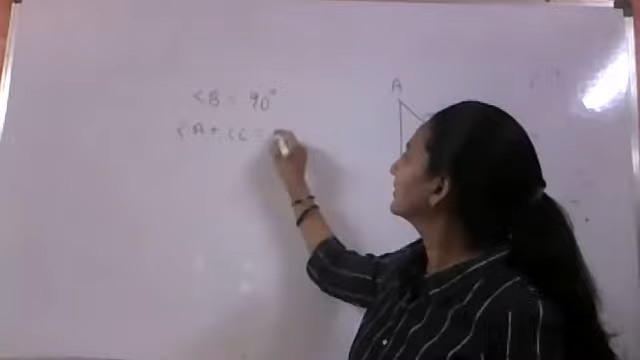 <B = 90°
<A + <C =
A